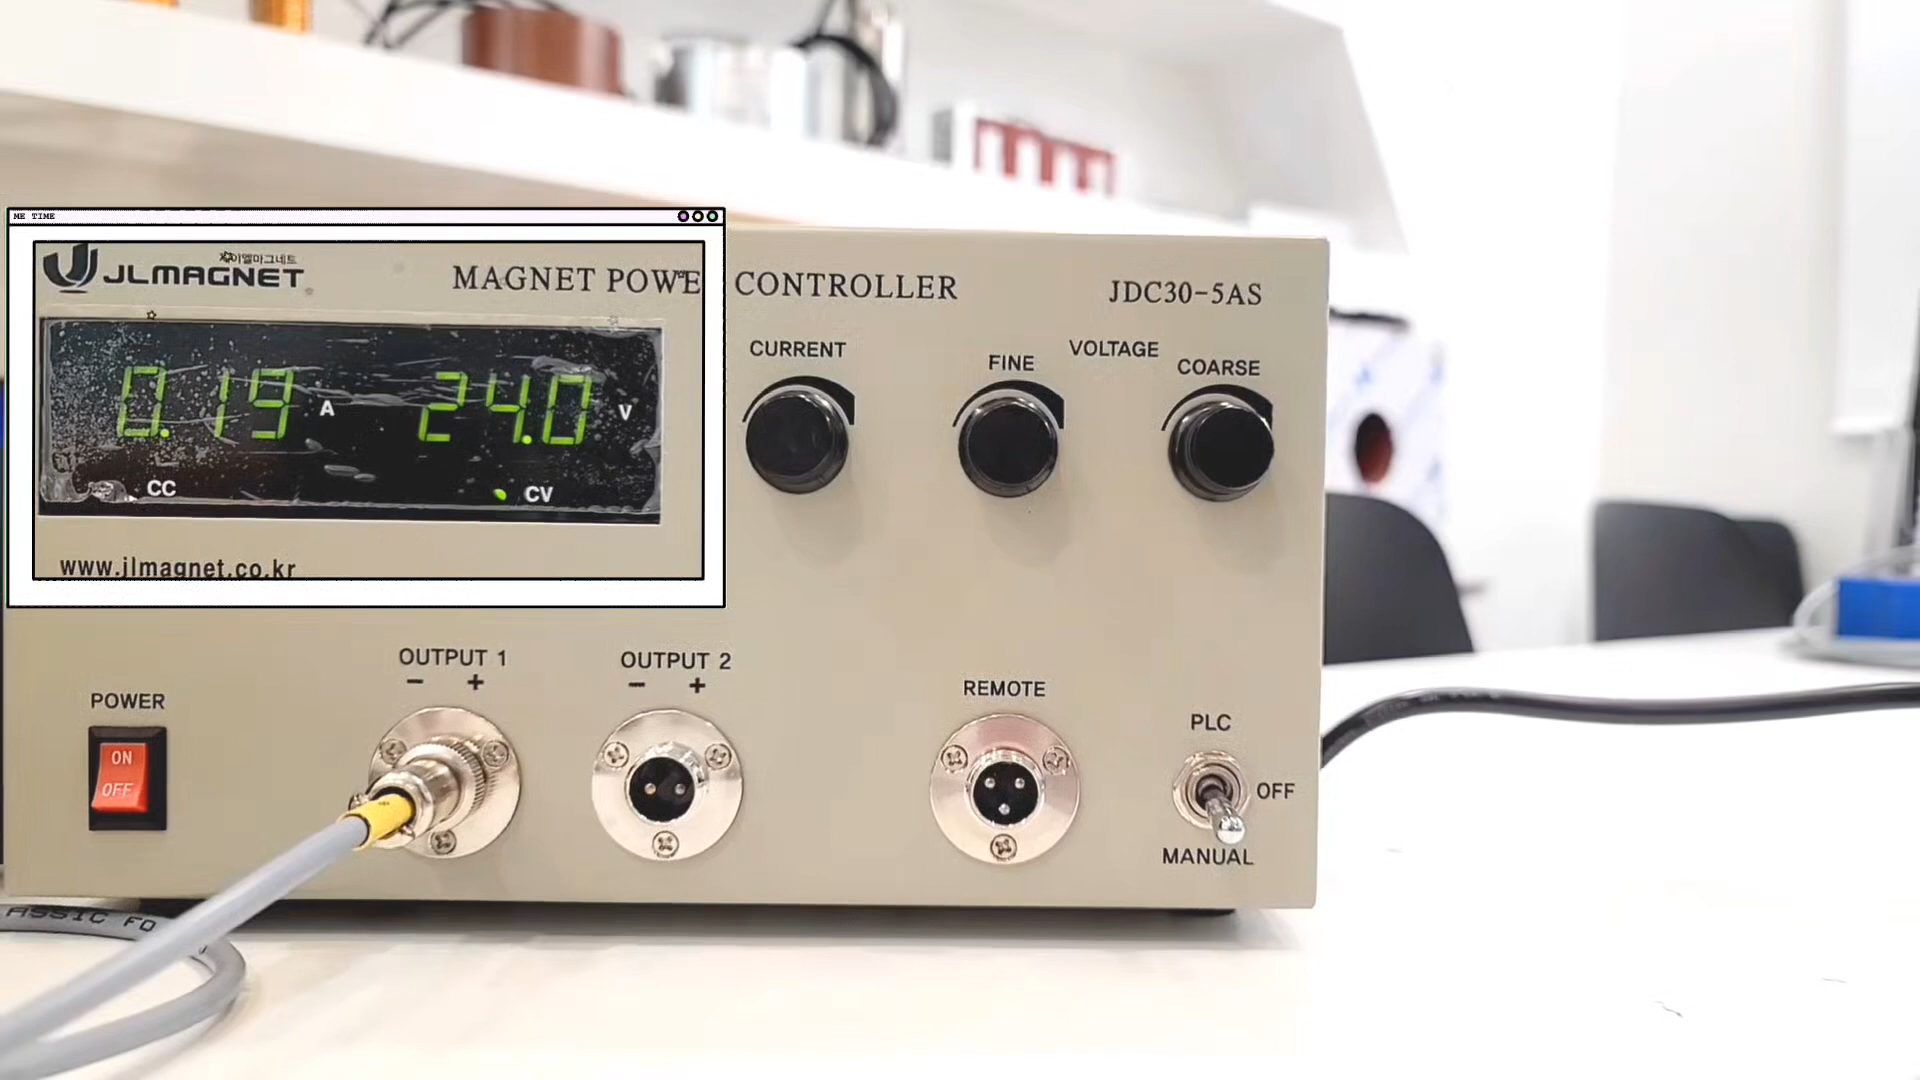 ME TIME
제이엘마그네트
JLMAGNET
MAGNET POWE CONTROLLER
JDC30-5AS
0.19 A 24.0 V
CC CV
www.jlmagnet.co.kr
CURRENT
FINE
VOLTAGE
COARSE
POWER
ON
OFF
OUTPUT 1
- +
OUTPUT 2
- +
REMOTE
PLC
OFF
MANUAL